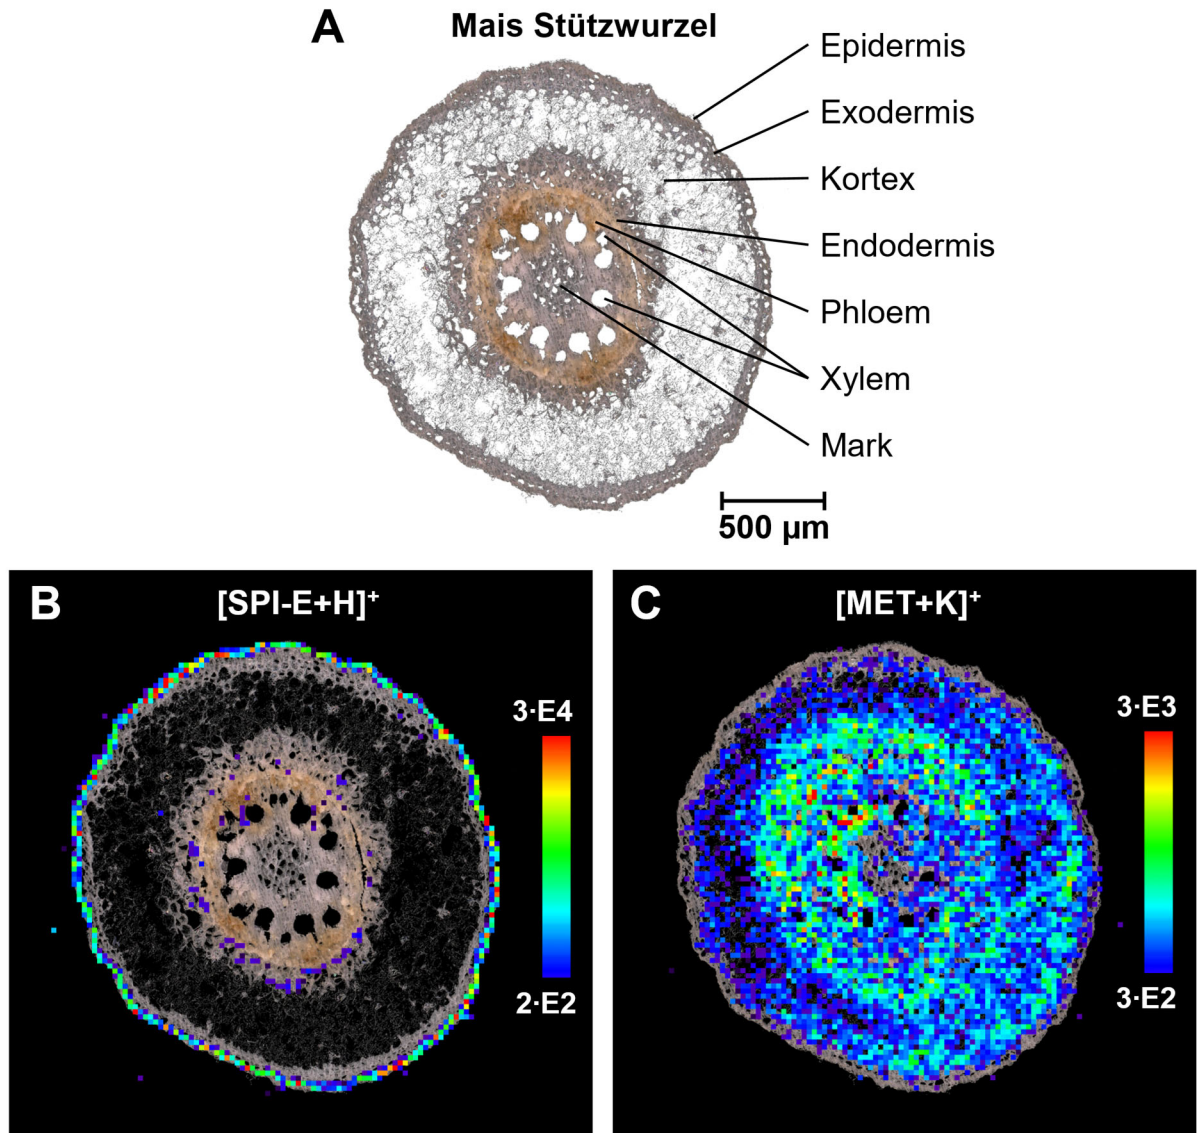 A
Mais Stützwurzel
Epidermis
Exodermis
Kortex
Endodermis
Phloem
Xylem
Mark
500 µm
B
[SPI-E+H]⁺
3·E4
2·E2
C
[MET+K]⁺
3·E3
3·E2